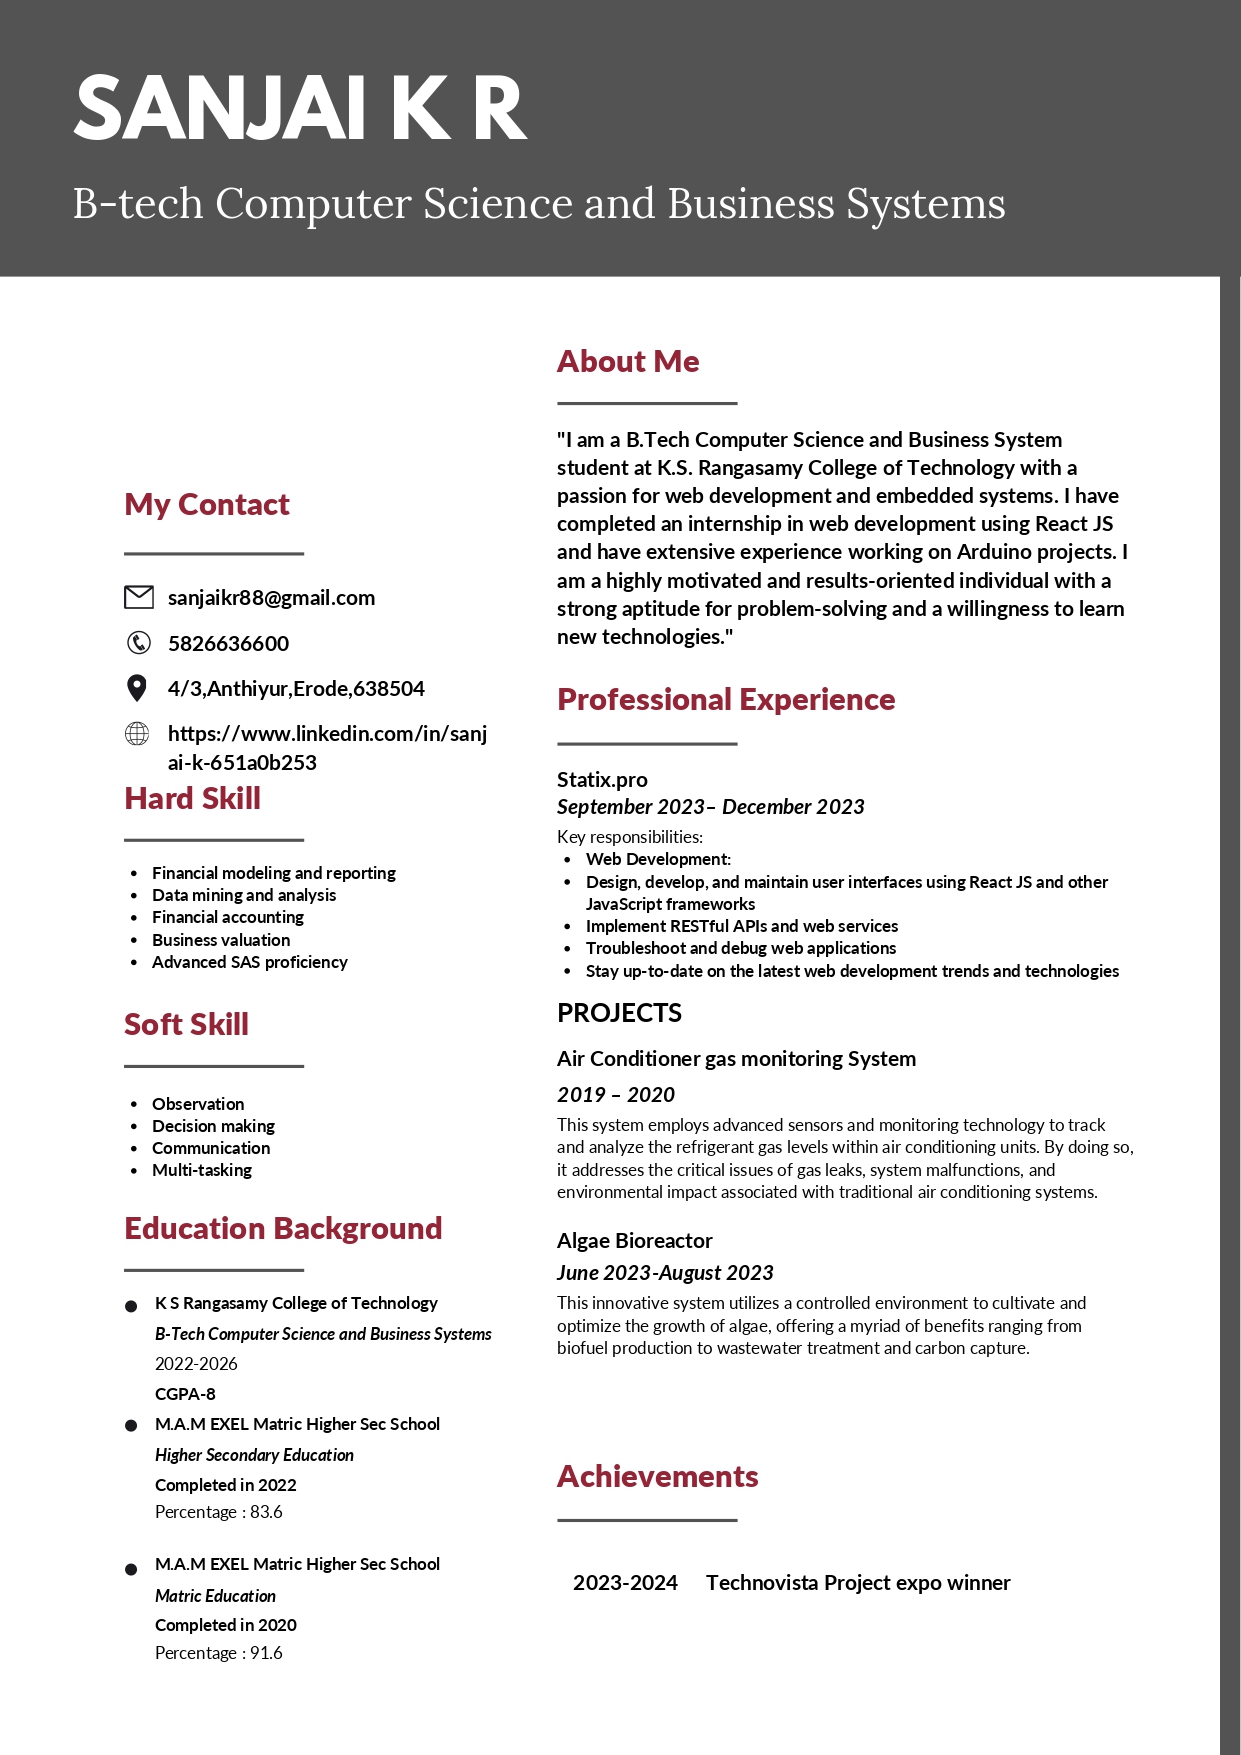 SANJAI K R
B-tech Computer Science and Business Systems
My Contact
sanjaikr88@gmail.com
5826636600
4/3,Anthiyur,Erode,638504
https://www.linkedin.com/in/sanj
ai-k-651a0b253
Hard Skill
• Financial modeling and reporting
• Data mining and analysis
• Financial accounting
• Business valuation
• Advanced SAS proficiency
Soft Skill
• Observation
• Decision making
• Communication
• Multi-tasking
Education Background
• K S Rangasamy College of Technology
B-Tech Computer Science and Business Systems
2022-2026
CGPA-8
• M.A.M EXEL Matric Higher Sec School
Higher Secondary Education
Completed in 2022
Percentage : 83.6
• M.A.M EXEL Matric Higher Sec School
Matric Education
Completed in 2020
Percentage : 91.6
About Me
"I am a B.Tech Computer Science and Business System
student at K.S. Rangasamy College of Technology with a
passion for web development and embedded systems. I have
completed an internship in web development using React JS
and have extensive experience working on Arduino projects. I
am a highly motivated and results-oriented individual with a
strong aptitude for problem-solving and a willingness to learn
new technologies."
Professional Experience
Statix.pro
September 2023– December 2023
Key responsibilities:
• Web Development:
• Design, develop, and maintain user interfaces using React JS and other
JavaScript frameworks
• Implement RESTful APIs and web services
• Troubleshoot and debug web applications
• Stay up-to-date on the latest web development trends and technologies
PROJECTS
Air Conditioner gas monitoring System
2019 – 2020
This system employs advanced sensors and monitoring technology to track
and analyze the refrigerant gas levels within air conditioning units. By doing so,
it addresses the critical issues of gas leaks, system malfunctions, and
environmental impact associated with traditional air conditioning systems.
Algae Bioreactor
June 2023-August 2023
This innovative system utilizes a controlled environment to cultivate and
optimize the growth of algae, offering a myriad of benefits ranging from
biofuel production to wastewater treatment and carbon capture.
Achievements
2023-2024 Technovista Project expo winner